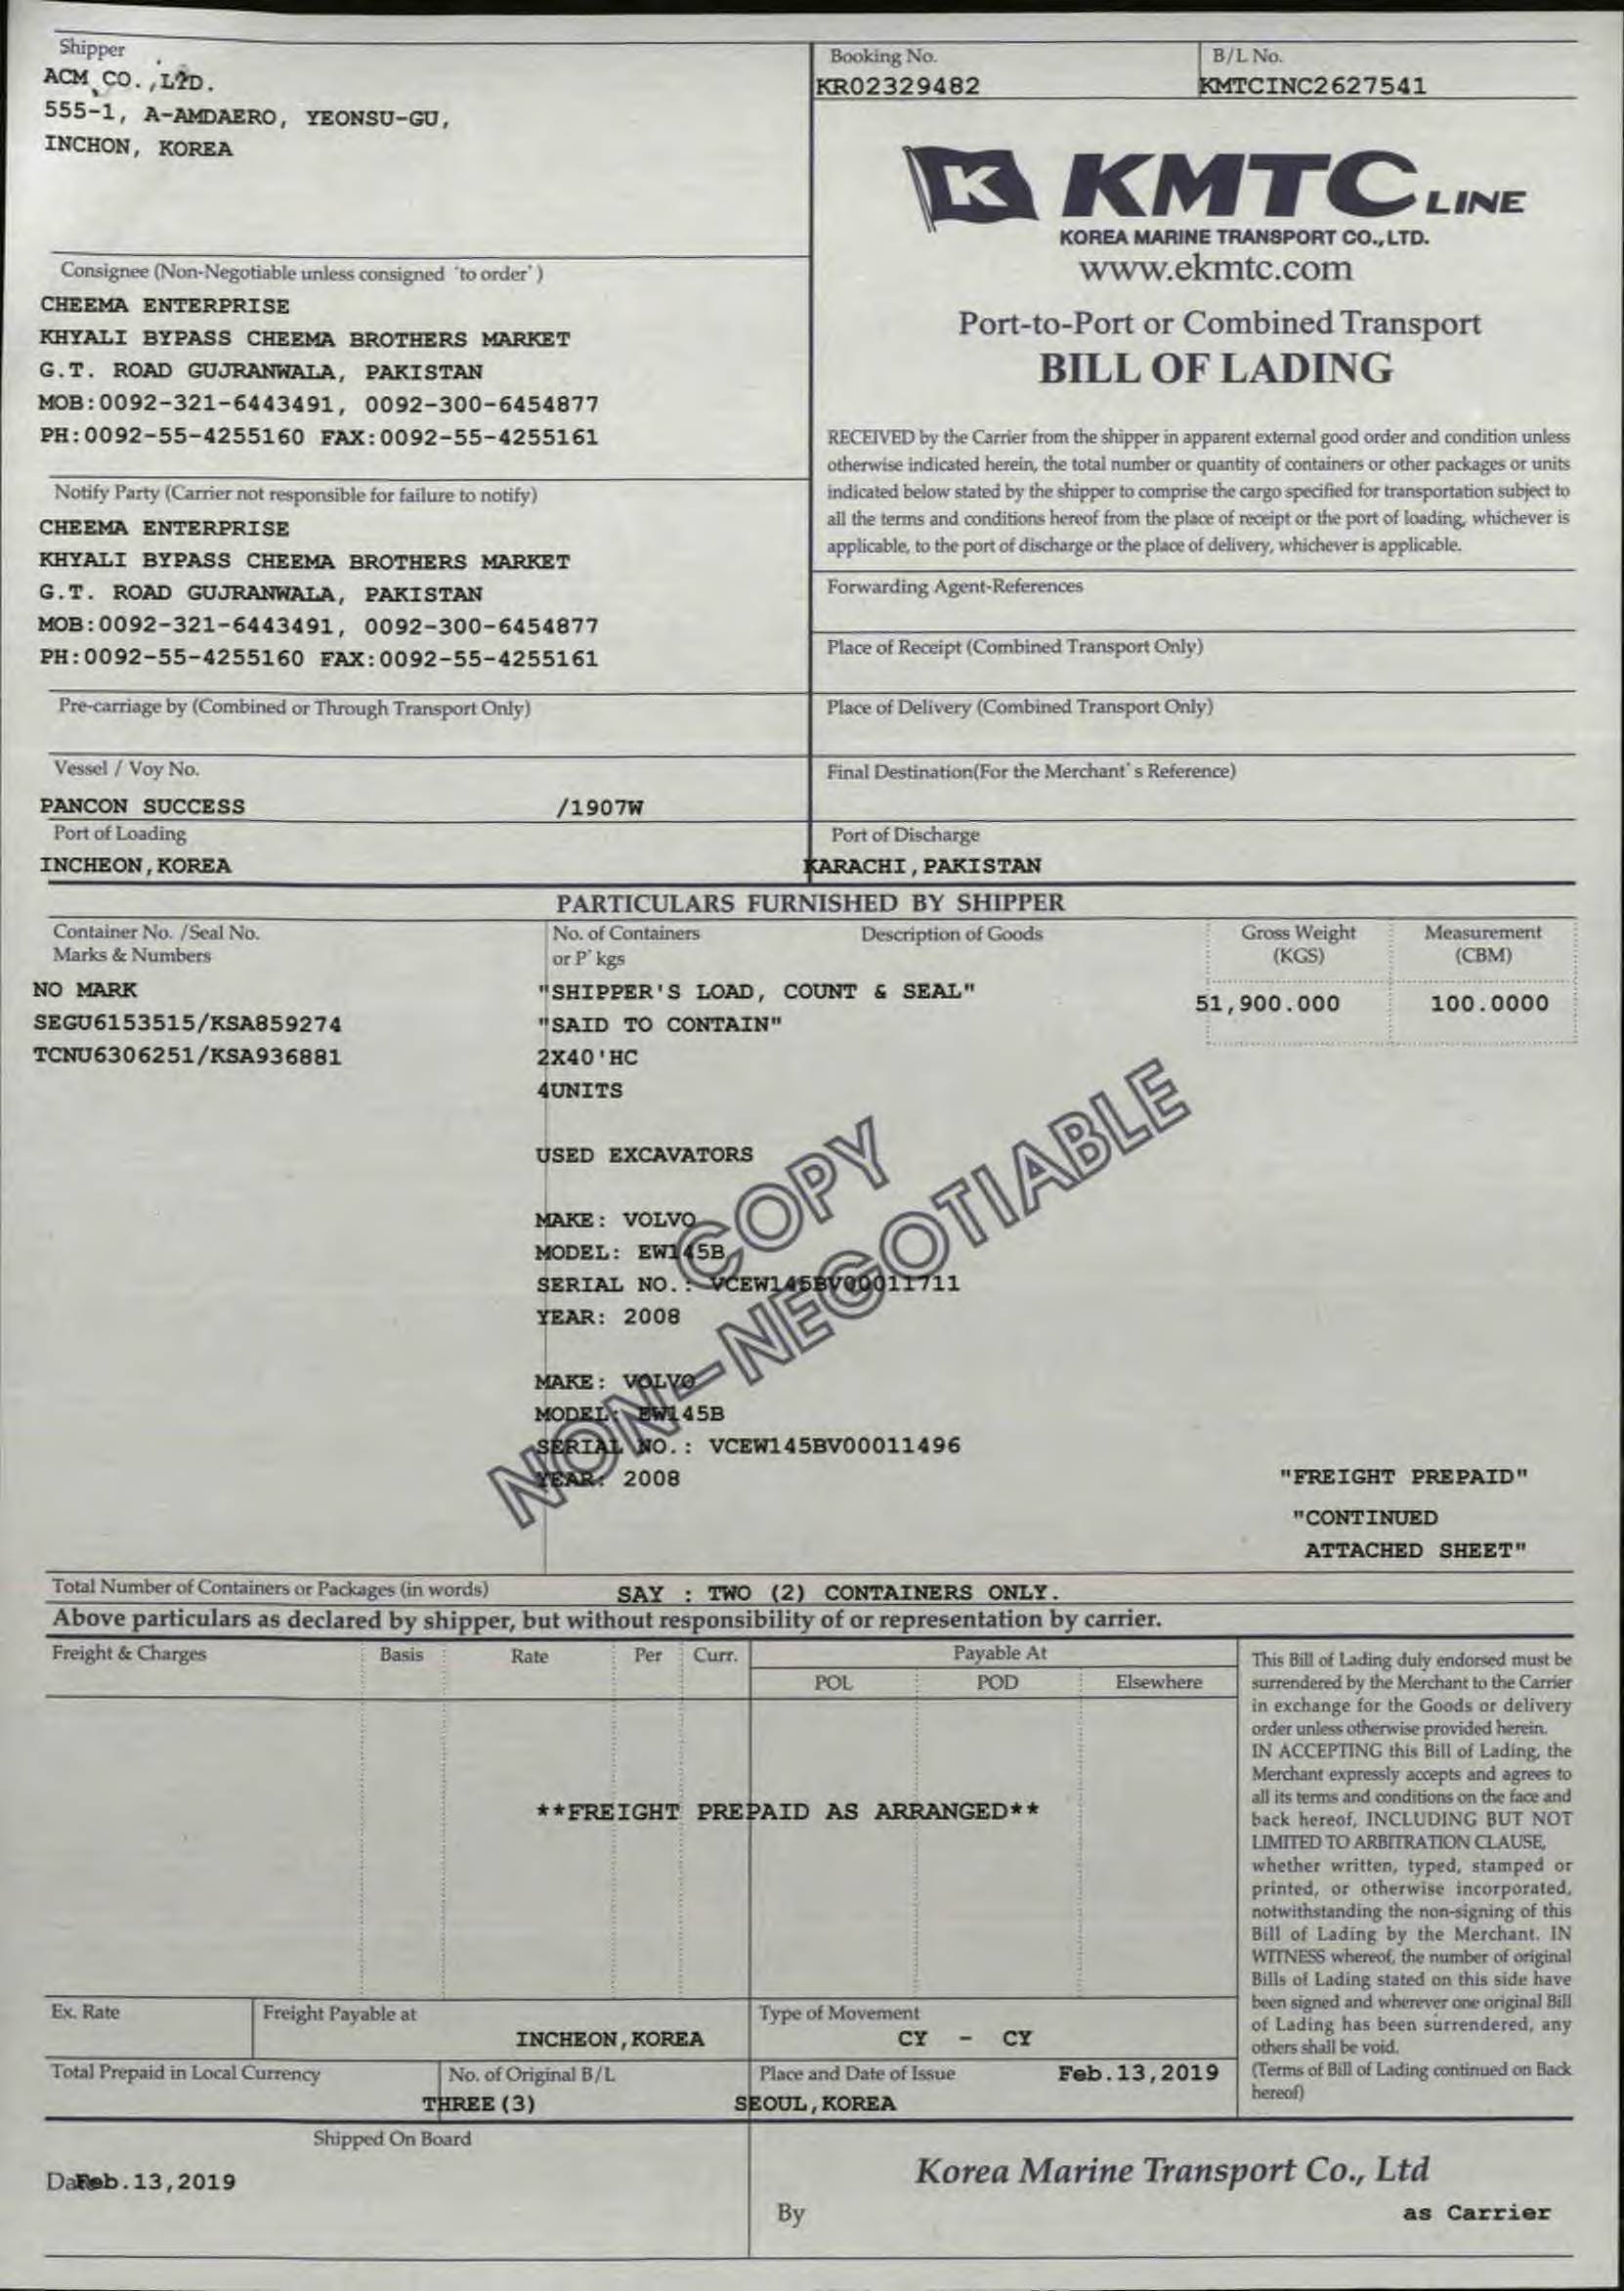 Shipper
ACM CO.,LTD.
555-1, A-AMDAERO, YEONSU-GU,
INCHON, KOREA
Booking No.
KR02329482
B/L No.
KMTCINC2627541
K KMTC LINE
KOREA MARINE TRANSPORT CO.,LTD.
www.ekmtc.com
Port-to-Port or Combined Transport
BILL OF LADING
Consignee (Non-Negotiable unless consigned 'to order')
CHEEMA ENTERPRISE
KHYALI BYPASS CHEEMA BROTHERS MARKET
G.T. ROAD GUJRANWALA, PAKISTAN
MOB:0092-321-6443491, 0092-300-6454877
PH:0092-55-4255160 FAX:0092-55-4255161
RECEIVED by the Carrier from the shipper in apparent external good order and condition unless
otherwise indicated herein, the total number or quantity of containers or other packages or units
indicated below stated by the shipper to comprise the cargo specified for transportation subject to
all the terms and conditions hereof from the place of receipt or the port of loading, whichever is
applicable, to the port of discharge or the place of delivery, whichever is applicable.
Notify Party (Carrier not responsible for failure to notify)
CHEEMA ENTERPRISE
KHYALI BYPASS CHEEMA BROTHERS MARKET
G.T. ROAD GUJRANWALA, PAKISTAN
MOB:0092-321-6443491, 0092-300-6454877
PH:0092-55-4255160 FAX:0092-55-4255161
Forwarding Agent-References
Place of Receipt (Combined Transport Only)
Pre-carriage by (Combined or Through Transport Only)
Place of Delivery (Combined Transport Only)
Vessel / Voy No.
PANCON SUCCESS /1907W
Final Destination(For the Merchant's Reference)
Port of Loading
INCHEON,KOREA
Port of Discharge
KARACHI,PAKISTAN
PARTICULARS FURNISHED BY SHIPPER
Container No. /Seal No.
Marks & Numbers
No. of Containers
or P'kgs
Description of Goods
Gross Weight
(KGS)
Measurement
(CBM)
NO MARK
SEGU6153515/KSA859274
TCNU6306251/KSA936881
"SHIPPER'S LOAD, COUNT & SEAL"
"SAID TO CONTAIN"
2X40'HC
4UNITS
51,900.000
100.0000
USED EXCAVATORS
MAKE: VOLVO
MODEL: EW145B
SERIAL NO.: VCEW145BV00011711
YEAR: 2008
MAKE: VOLVO
MODEL: EW145B
SERIAL NO.: VCEW145BV00011496
YEAR: 2008
COPY
NON-NEGOTIABLE
"FREIGHT PREPAID"
"CONTINUED
ATTACHED SHEET"
Total Number of Containers or Packages (in words) SAY : TWO (2) CONTAINERS ONLY.
Above particulars as declared by shipper, but without responsibility of or representation by carrier.
Freight & Charges
Basis
Rate
Per
Curr.
Payable At
POL
POD
Elsewhere
**FREIGHT PREPAID AS ARRANGED**
This Bill of Lading duly endorsed must be
surrendered by the Merchant to the Carrier
in exchange for the Goods or delivery
order unless otherwise provided herein.
IN ACCEPTING this Bill of Lading, the
Merchant expressly accepts and agrees to
all its terms and conditions on the face and
back hereof, INCLUDING BUT NOT
LIMITED TO ARBITRATION CLAUSE,
whether written, typed, stamped or
printed, or otherwise incorporated,
notwithstanding the non-signing of this
Bill of Lading by the Merchant. IN
WITNESS whereof, the number of original
Bills of Lading stated on this side have
been signed and wherever one original Bill
of Lading has been surrendered, any
others shall be void.
(Terms of Bill of Lading continued on Back
hereof)
Ex. Rate
Freight Payable at
INCHEON,KOREA
Type of Movement
CY - CY
Total Prepaid in Local Currency
No. of Original B/L
THREE(3)
Place and Date of Issue Feb.13,2019
SEOUL,KOREA
Shipped On Board
Date Feb.13,2019
Korea Marine Transport Co., Ltd
By
as Carrier